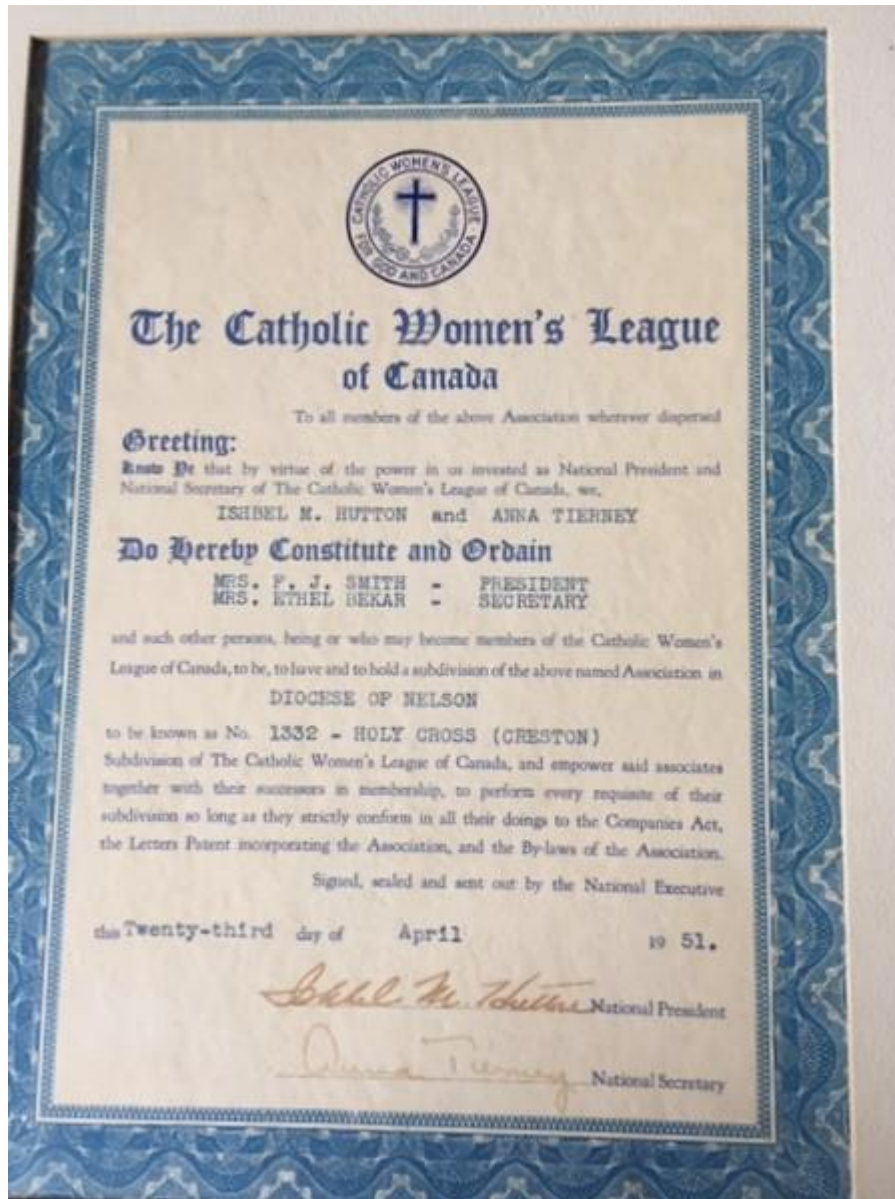 CATHOLIC WOMEN'S LEAGUE
FOR GOD AND CANADA
The Catholic Women's League
of Canada
To all members of the above Association wherever dispersed
Greeting:
Know Ye that by virtue of the power in us invested as National President and
National Secretary of The Catholic Women's League of Canada, we,
ISHBEL M. HUTTON and ANNA TIERNEY
Do Hereby Constitute and Ordain
MRS. F. J. SMITH - PRESIDENT
MRS. ETHEL BEKAR - SECRETARY
and such other persons, being or who may become members of the Catholic Women's
League of Canada, to be, to have and to hold a subdivision of the above named Association in
DIOCESE OF NELSON
to be known as No. 1332 - HOLY CROSS (CRESTON)
Subdivision of The Catholic Women's League of Canada, and empower said associates
together with their successors in membership, to perform every requisite of their
subdivision so long as they strictly conform in all their doings to the Companies Act,
the Letters Patent incorporating the Association, and the By-laws of the Association.
Signed, sealed and sent out by the National Executive
this Twenty-third day of April 19 51.
Ishbel M. Hutton National President
Anna Tierney National Secretary